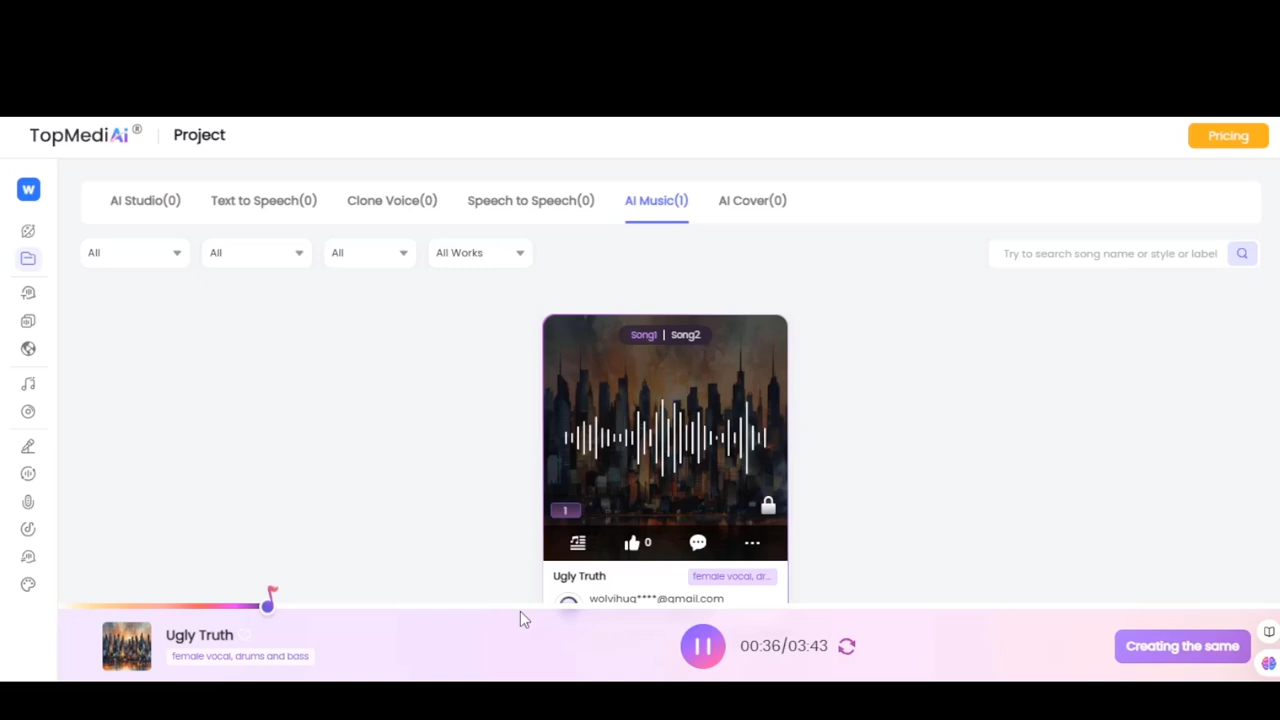 TopMediAi® Project Pricing
W
AI Studio(0) Text to Speech(0) Clone Voice(0) Speech to Speech(0) AI Music(1) AI Cover(0)
All All All All Works Try to search song name or style or label
Song1 | Song2
1
0
Ugly Truth female vocal, dr...
wolvihug****@gmail.com
Ugly Truth
female vocal, drums and bass
00:36/03:43
Creating the same